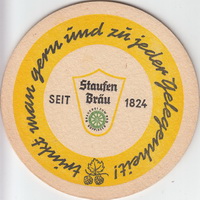 trinkt man gern und zu jeder Gelegenheit!
Staufen
Bräu
SEIT 1824